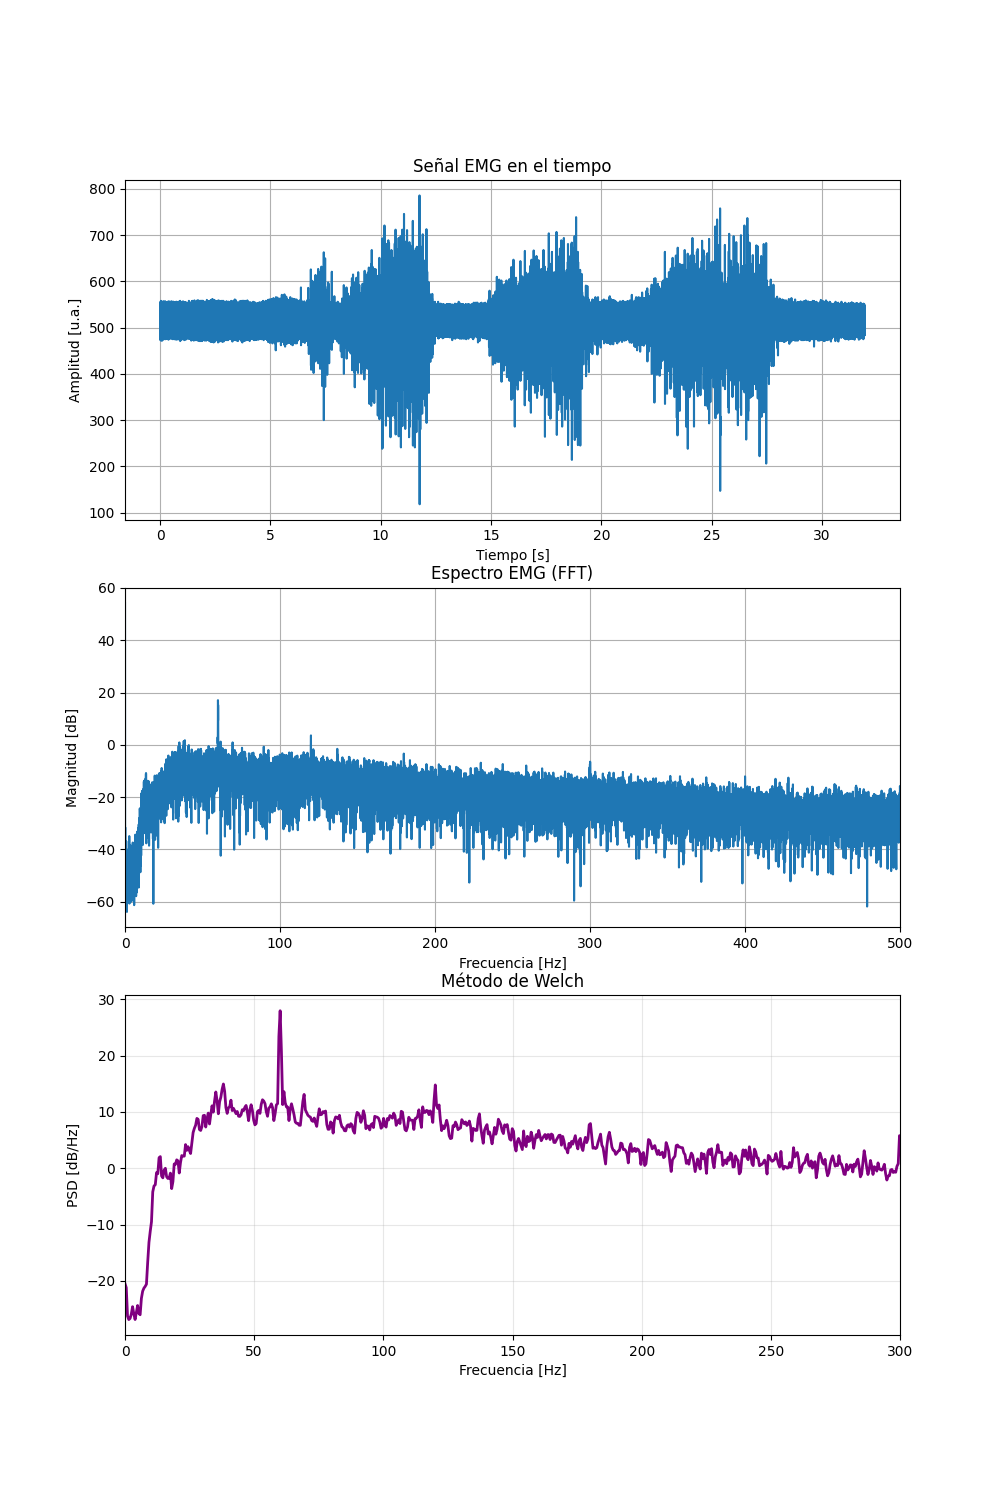 Señal EMG en el tiempo
800
700
600
500
400
300
200
100
Amplitud [u.a.]
0 5 10 15 20 25 30
Tiempo [s]
Espectro EMG (FFT)
60
40
20
0
−20
−40
−60
Magnitud [dB]
0 100 200 300 400 500
Frecuencia [Hz]
Método de Welch
30
20
10
0
−10
−20
PSD [dB/Hz]
0 50 100 150 200 250 300
Frecuencia [Hz]